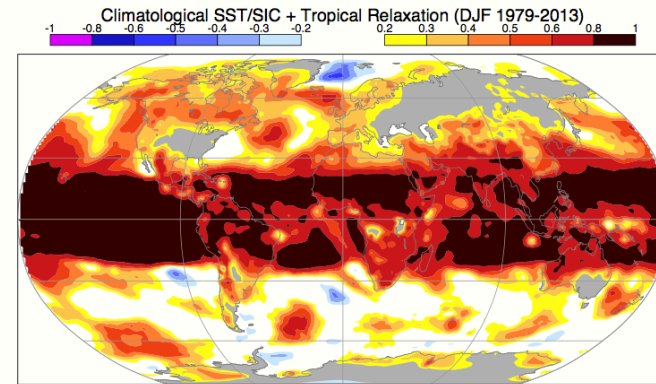 Climatological SST/SIC + Tropical Relaxation (DJF 1979-2013)
-1 -0.8 -0.6 -0.5 -0.4 -0.3 -0.2 0.2 0.3 0.4 0.5 0.6 0.8 1